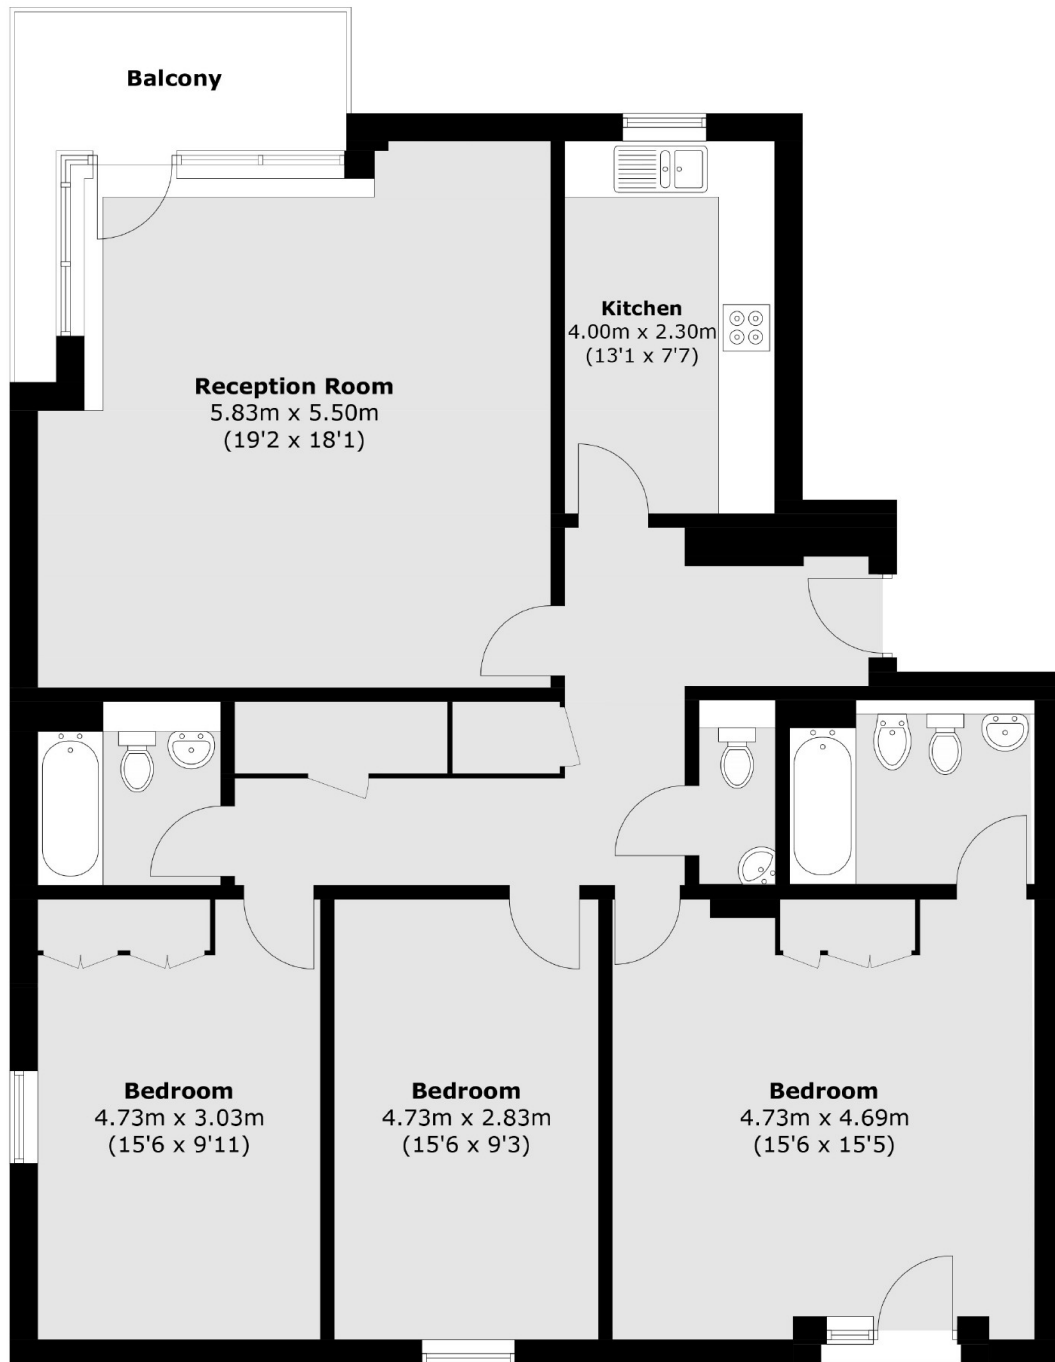 Balcony
Kitchen
4.00m x 2.30m
(13'1 x 7'7)
Reception Room
5.83m x 5.50m
(19'2 x 18'1)
Bedroom
4.73m x 3.03m
(15'6 x 9'11)
Bedroom
4.73m x 2.83m
(15'6 x 9'3)
Bedroom
4.73m x 4.69m
(15'6 x 15'5)